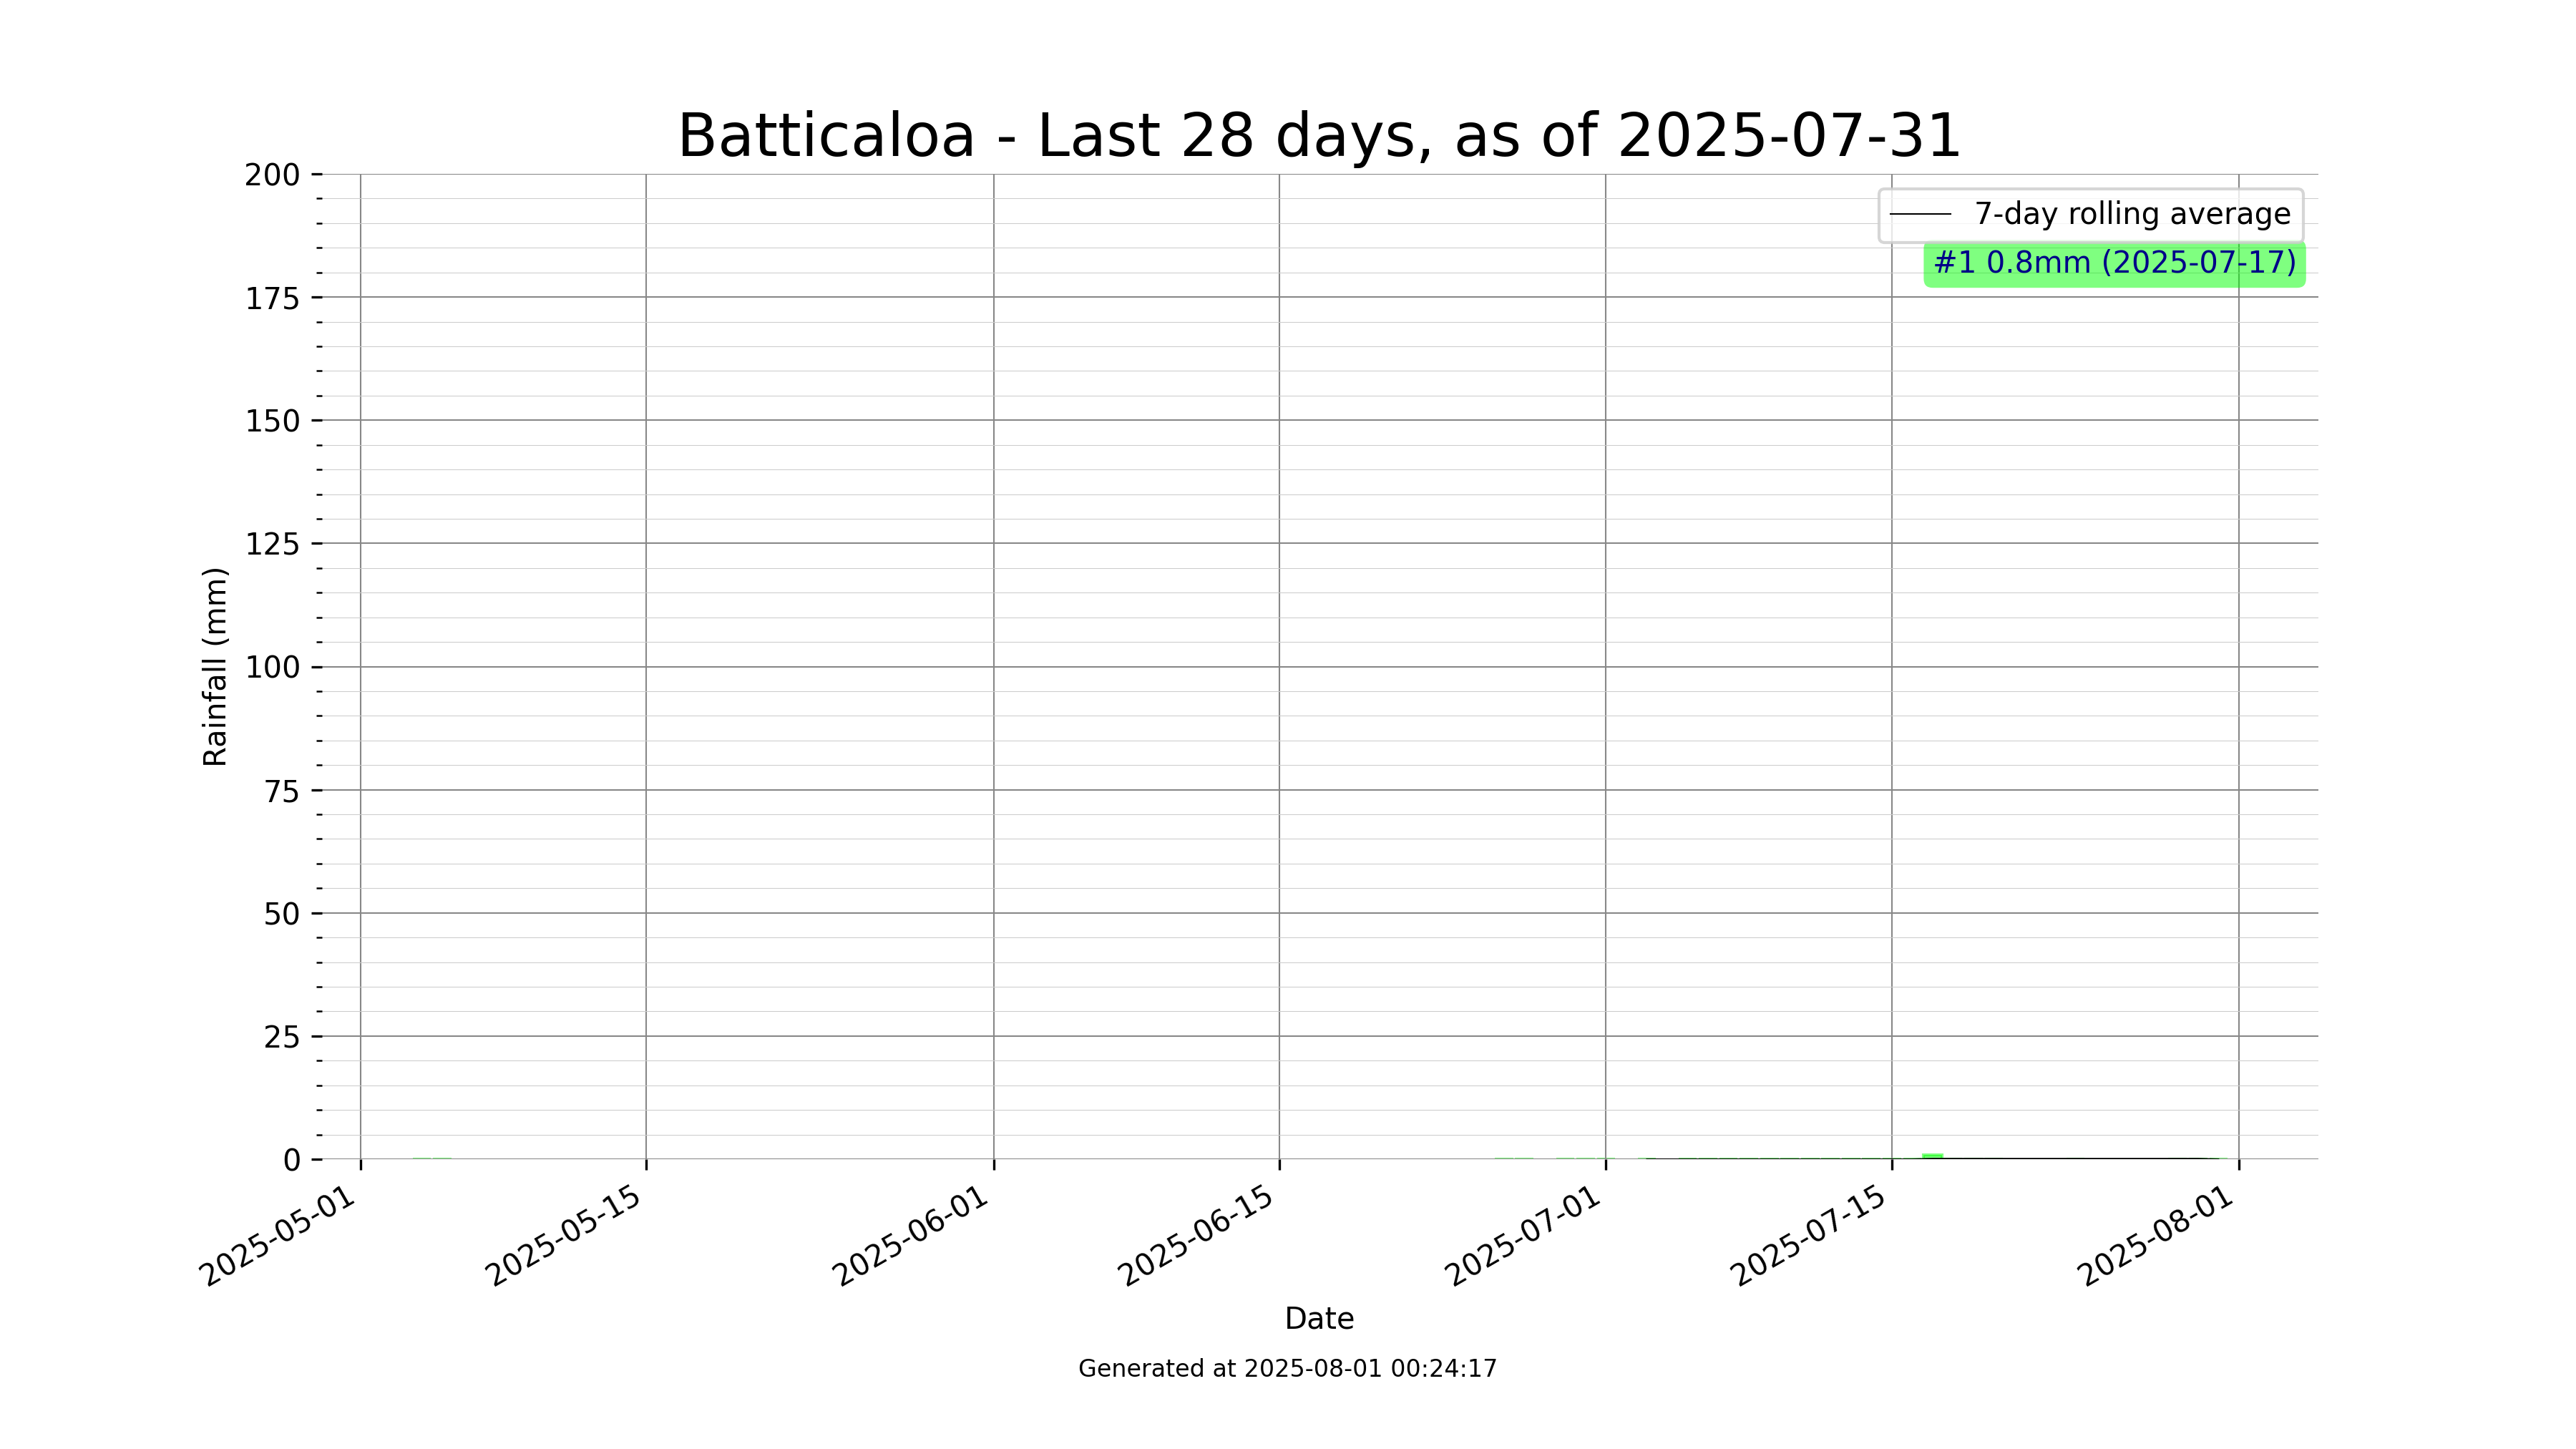 Batticaloa - Last 28 days, as of 2025-07-31
200
175
150
125
100
75
50
25
0
Rainfall (mm)
7-day rolling average
#1 0.8mm (2025-07-17)
2025-05-01
2025-05-15
2025-06-01
2025-06-15
2025-07-01
2025-07-15
2025-08-01
Date
Generated at 2025-08-01 00:24:17